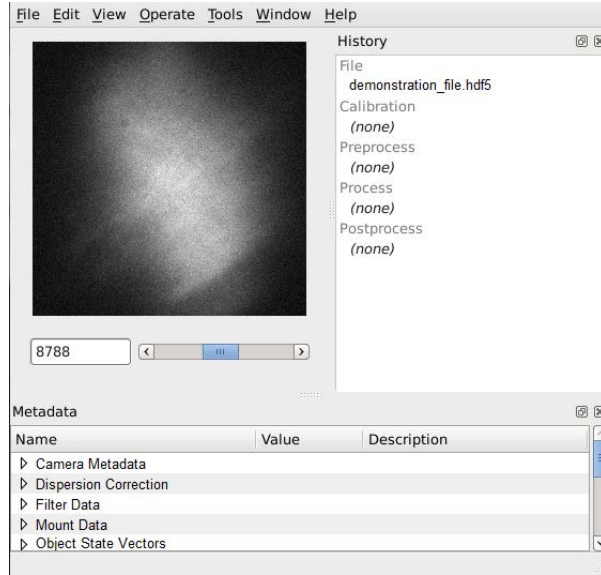 File Edit View Operate Tools Window Help
History
File
demonstration_file.hdf5
Calibration
(none)
Preprocess
(none)
Process
(none)
Postprocess
(none)
8788
Metadata
Name Value Description
Camera Metadata
Dispersion Correction
Filter Data
Mount Data
Object State Vectors